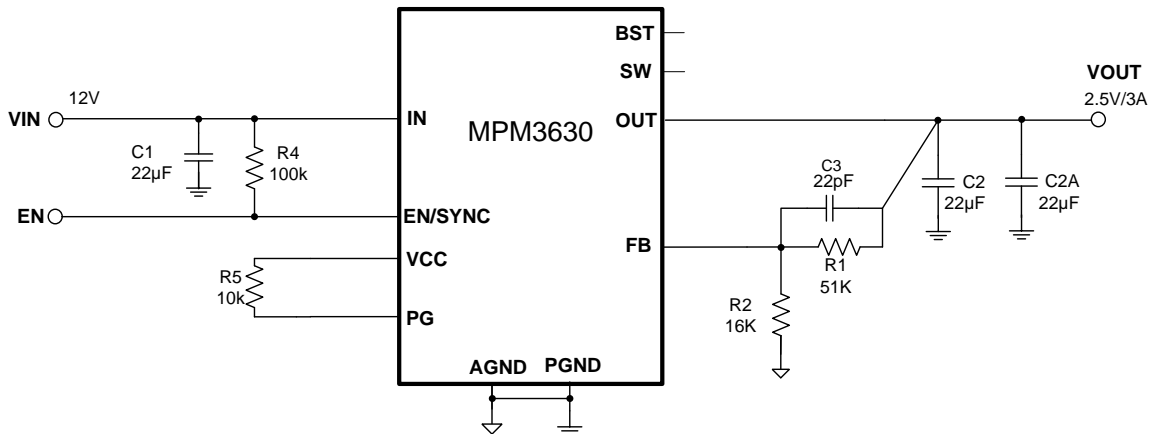 BST
SW
VOUT
12V
2.5V/3A
VIN
IN
MPM3630
OUT
C1
22µF
R4
100k
C3
22pF
C2
22µF
C2A
22µF
EN
EN/SYNC
FB
VCC
R1
51K
R5
10k
R2
16K
PG
AGND
PGND